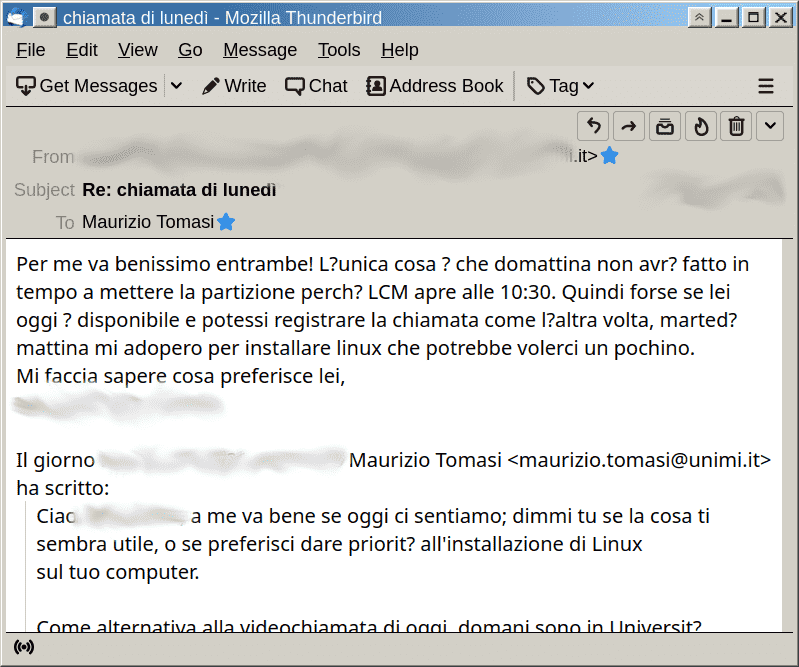 chiamata di lunedì - Mozilla Thunderbird
File Edit View Go Message Tools Help
Get Messages Write Chat Address Book Tag
From i.it>
Subject Re: chiamata di lunedì
To Maurizio Tomasi
Per me va benissimo entrambe! L?unica cosa ? che domattina non avr? fatto in
tempo a mettere la partizione perch? LCM apre alle 10:30. Quindi forse se lei
oggi ? disponibile e potessi registrare la chiamata come l?altra volta, marted?
mattina mi adopero per installare linux che potrebbe volerci un pochino.
Mi faccia sapere cosa preferisce lei,
Il giorno Maurizio Tomasi <maurizio.tomasi@unimi.it>
ha scritto:
Ciao a me va bene se oggi ci sentiamo; dimmi tu se la cosa ti
sembra utile, o se preferisci dare priorit? all'installazione di Linux
sul tuo computer.
Come alternativa alla videochiamata di oggi, domani sono in Universit?